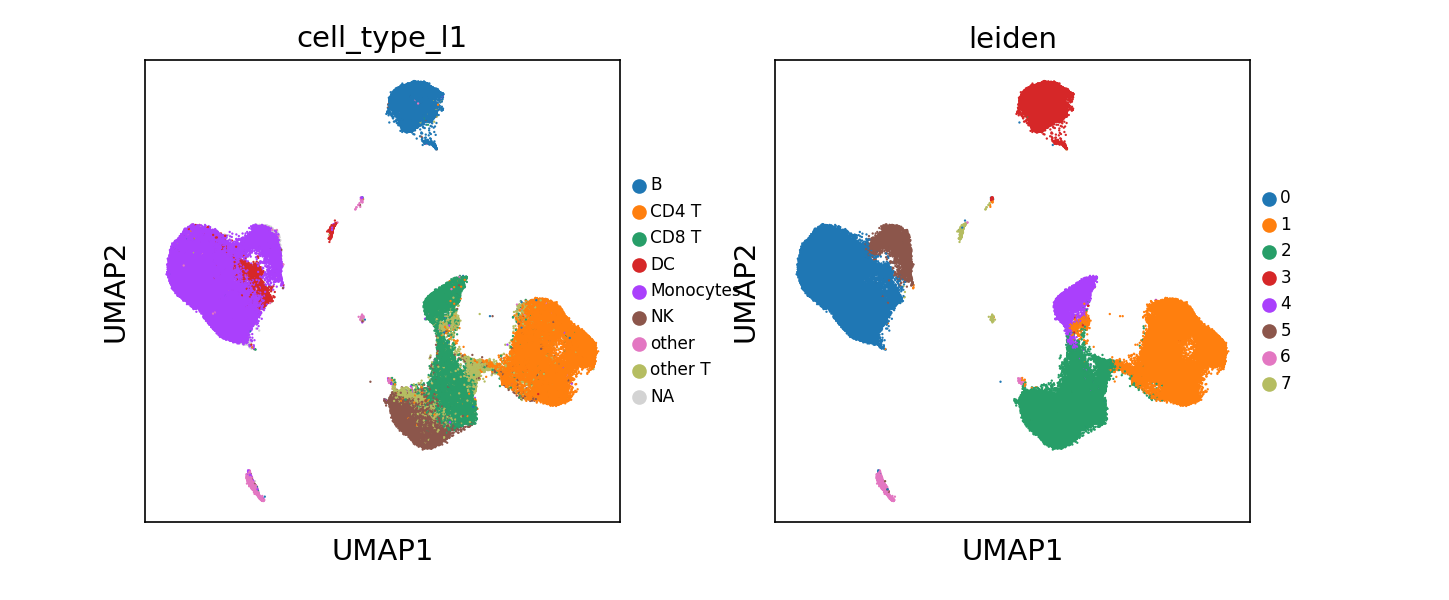 cell_type_l1
UMAP2
UMAP1
B
CD4 T
CD8 T
DC
Monocytes
NK
other
other T
NA
leiden
UMAP2
UMAP1
0
1
2
3
4
5
6
7